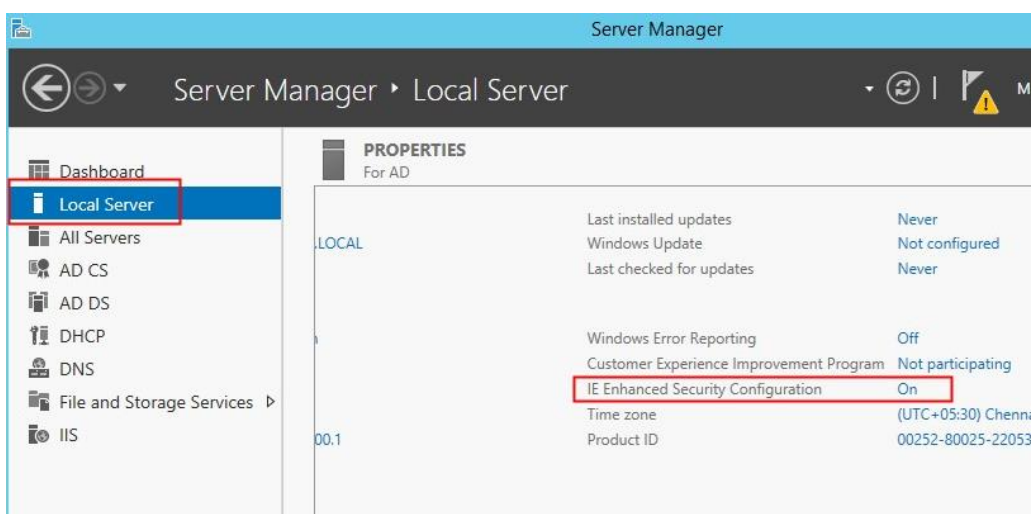 Server Manager
Server Manager ‣ Local Server
M
Dashboard
Local Server
All Servers
AD CS
AD DS
DHCP
DNS
File and Storage Services
IIS
PROPERTIES
For AD
Last installed updates Never
.LOCAL Windows Update Not configured
Last checked for updates Never
Windows Error Reporting Off
Customer Experience Improvement Program Not participating
IE Enhanced Security Configuration On
Time zone (UTC+05:30) Chenna
00.1 Product ID 00252-80025-22053